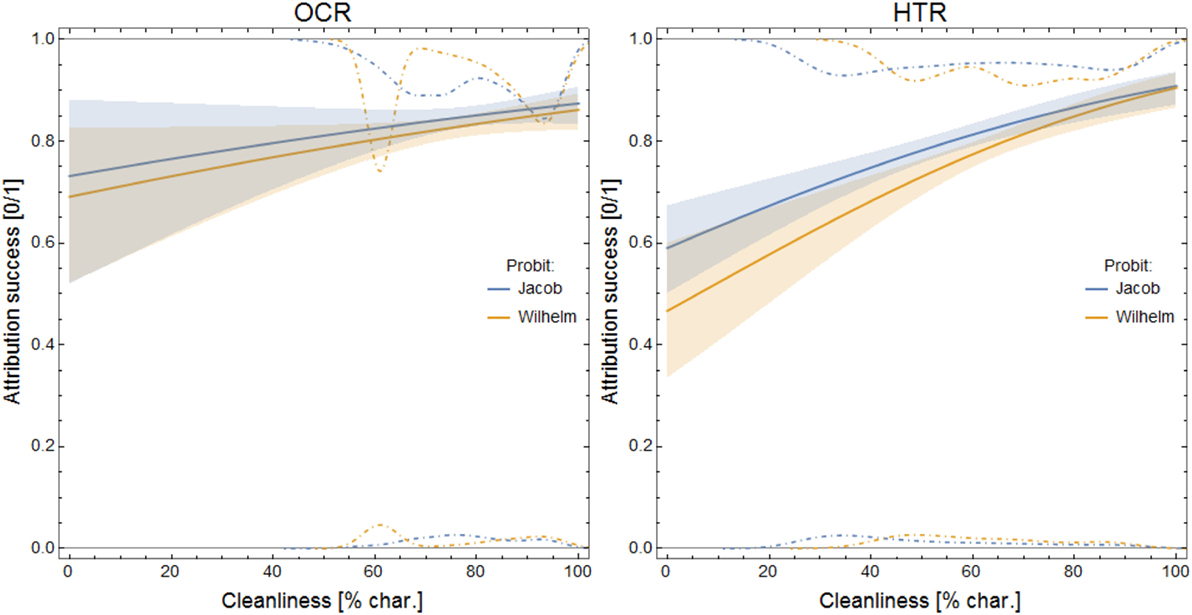 OCR
Attribution success [0/1]
1.0
0.8
0.6
0.4
0.2
0.0
Probit:
Jacob
Wilhelm
0 20 40 60 80 100
Cleanliness [% char.]
HTR
Attribution success [0/1]
1.0
0.8
0.6
0.4
0.2
0.0
Probit:
Jacob
Wilhelm
0 20 40 60 80 100
Cleanliness [% char.]